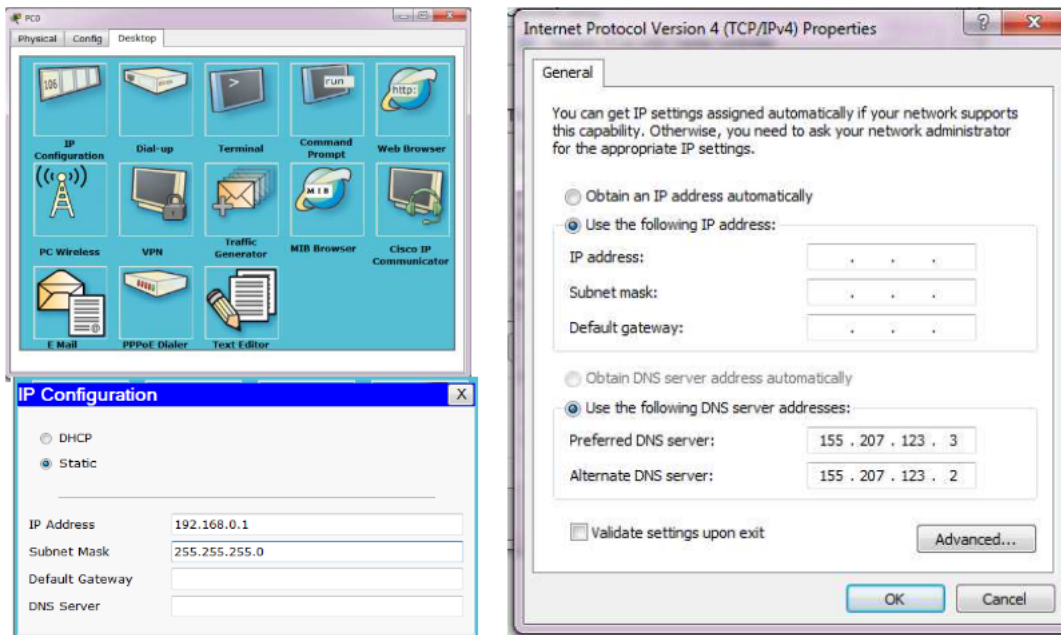 PC0
Physical Config Desktop
106
>
run
http:
IP Configuration
Dial-up
Terminal
Command Prompt
Web Browser
MIB
PC Wireless
VPN
Traffic Generator
MIB Browser
Cisco IP Communicator
@
E Mail
PPPoE Dialer
Text Editor
IP Configuration X
DHCP
Static
IP Address 192.168.0.1
Subnet Mask 255.255.255.0
Default Gateway
DNS Server
Internet Protocol Version 4 (TCP/IPv4) Properties
General
You can get IP settings assigned automatically if your network supports
this capability. Otherwise, you need to ask your network administrator
for the appropriate IP settings.
Obtain an IP address automatically
Use the following IP address:
IP address: . . .
Subnet mask: . . .
Default gateway: . . .
Obtain DNS server address automatically
Use the following DNS server addresses:
Preferred DNS server: 155 . 207 . 123 . 3
Alternate DNS server: 155 . 207 . 123 . 2
Validate settings upon exit
Advanced...
OK Cancel